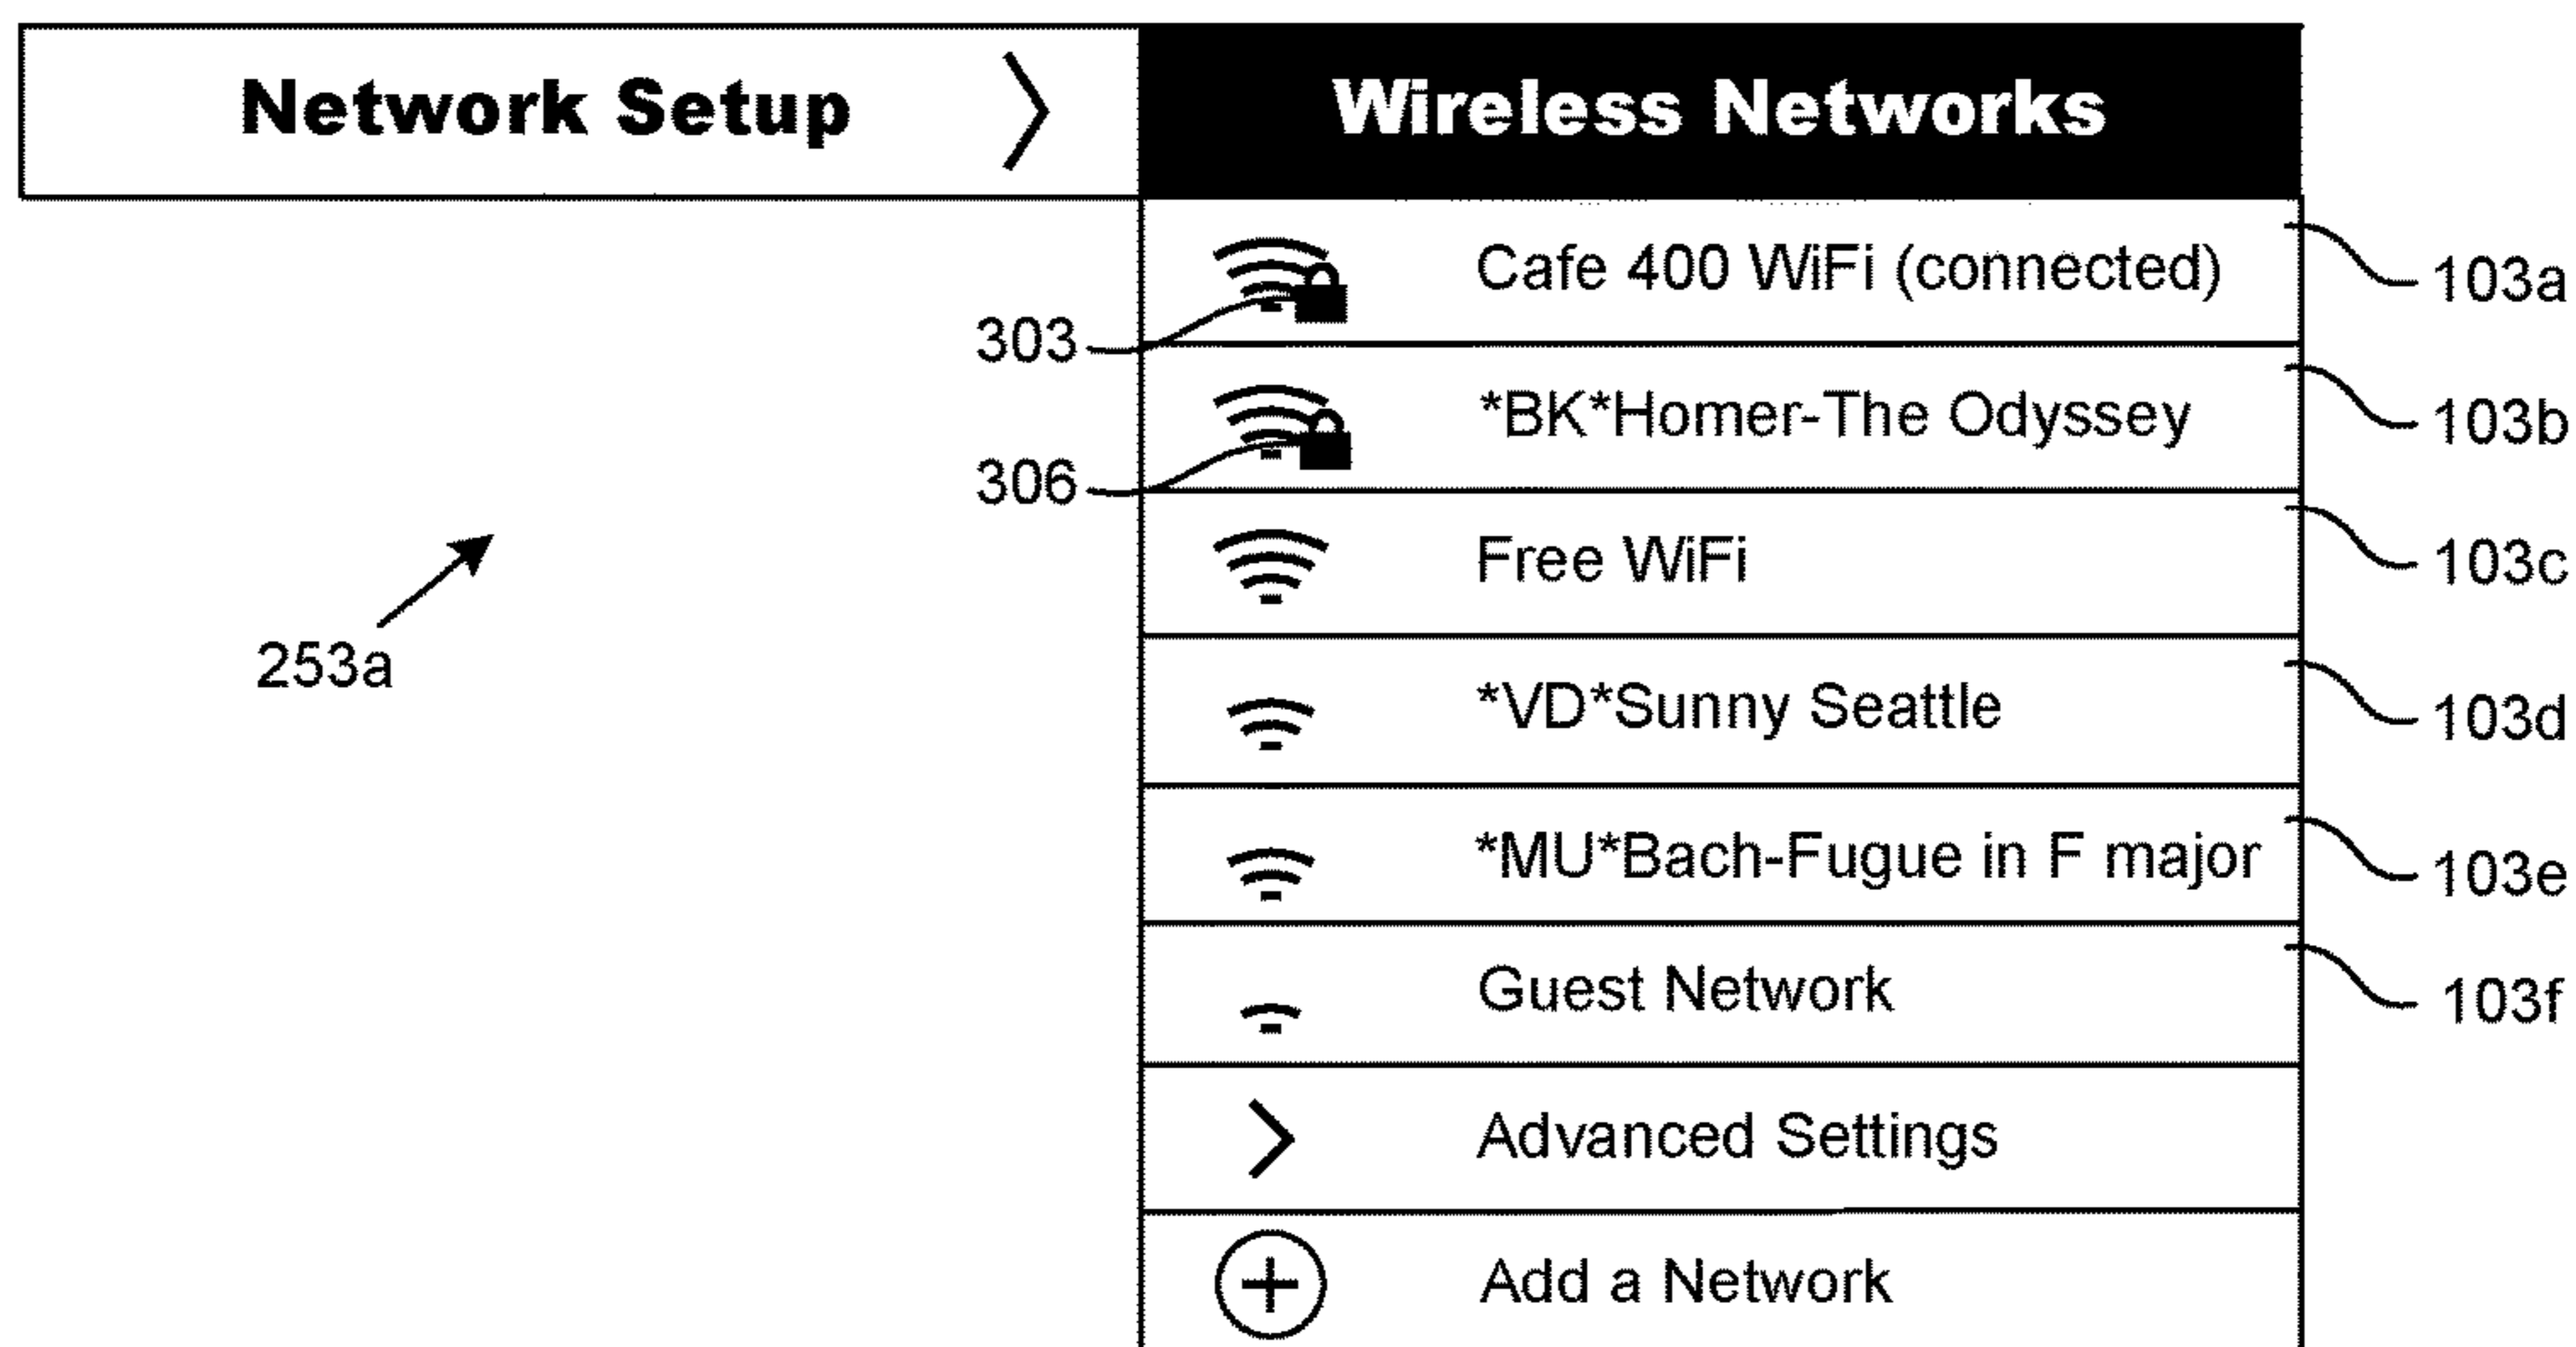 Network Setup
Wireless Networks
Cafe 400 WiFi (connected)
103a
303
*BK*Homer-The Odyssey
103b
306
Free WiFi
103c
253a
*VD*Sunny Seattle
103d
*MU*Bach-Fugue in F major
103e
Guest Network
103f
Advanced Settings
Add a Network